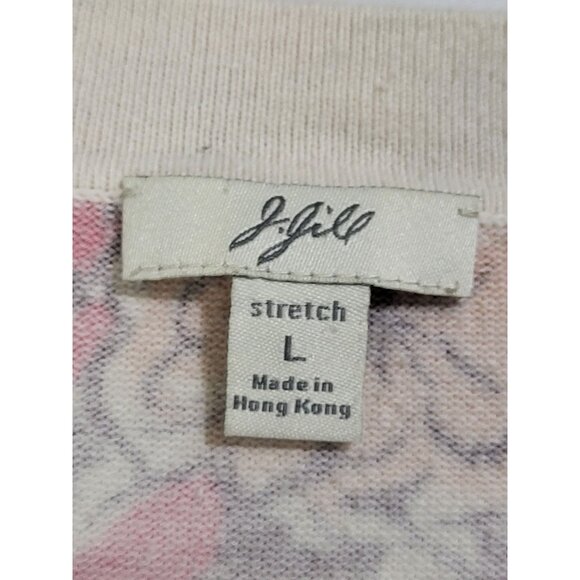 J.Jill
stretch
L
Made in
Hong Kong